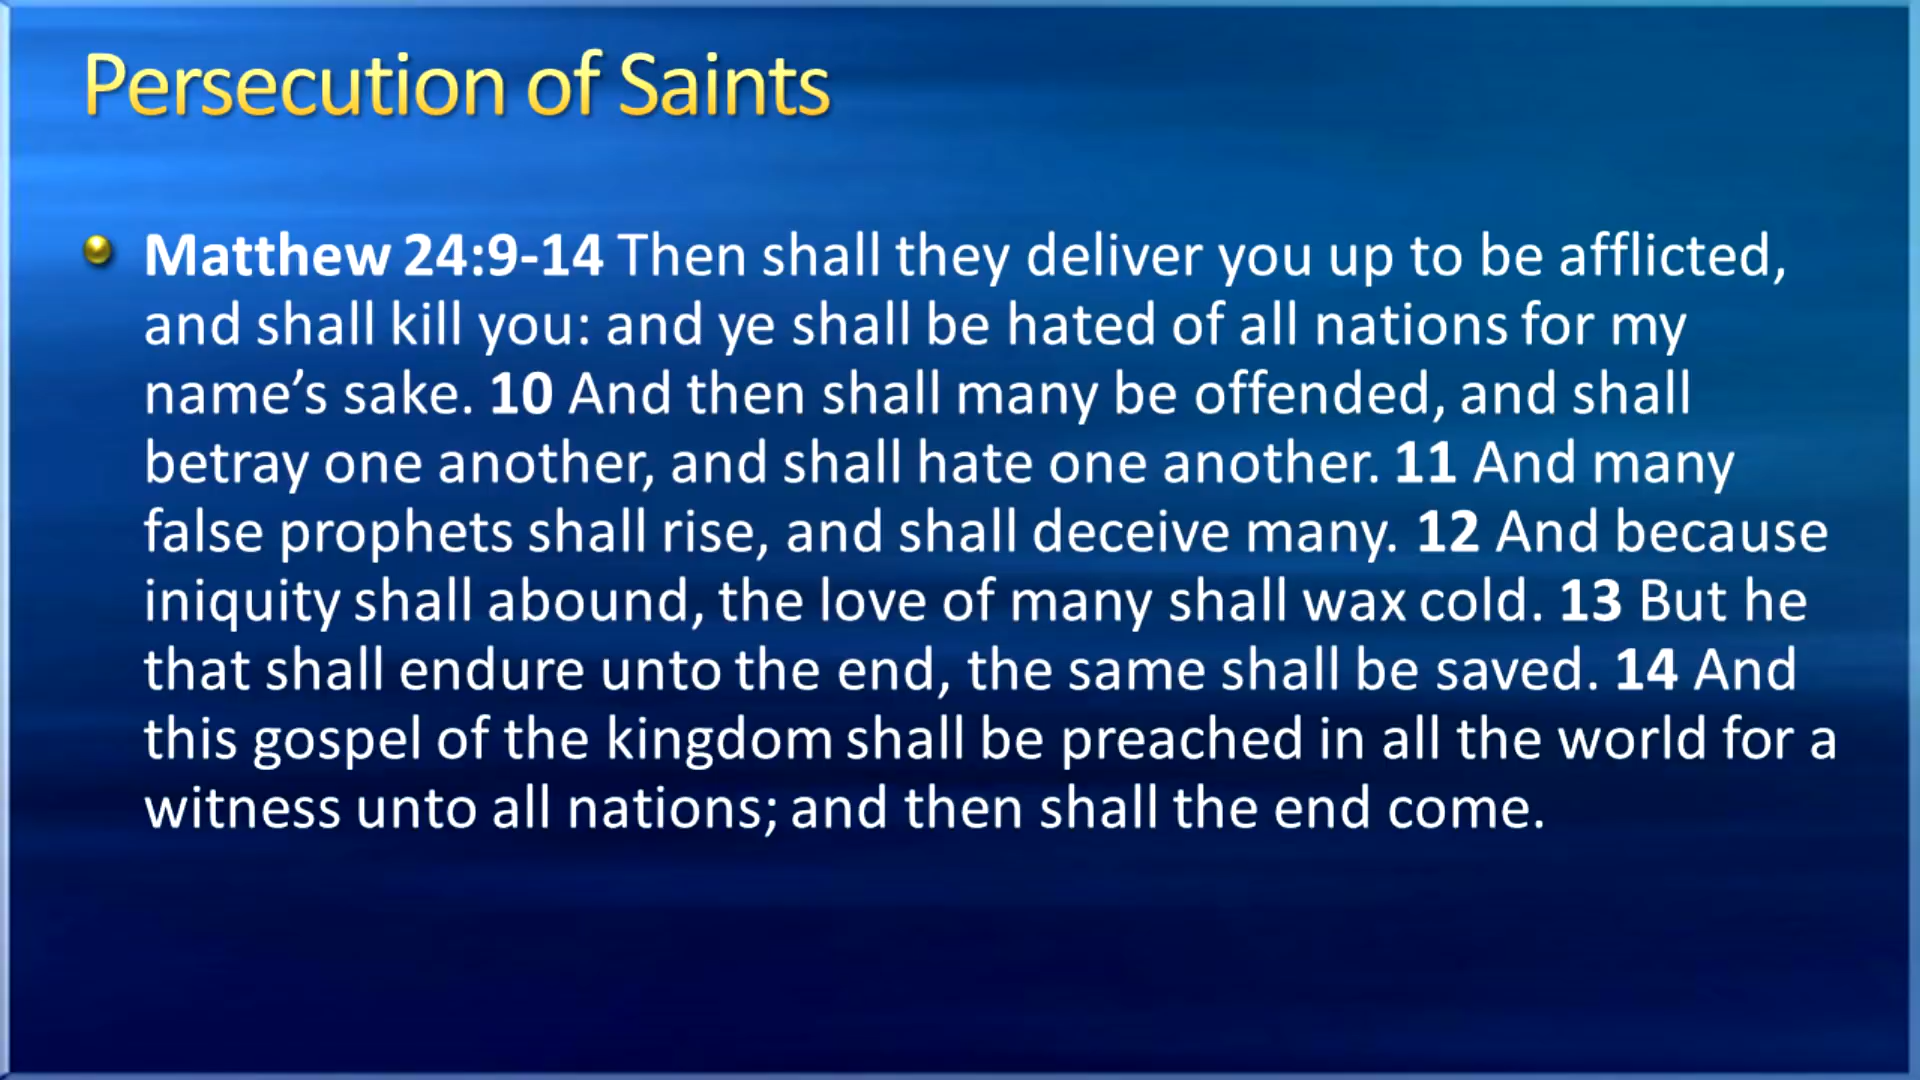 Persecution of Saints
Matthew 24:9-14 Then shall they deliver you up to be afflicted,
and shall kill you: and ye shall be hated of all nations for my
name’s sake. 10 And then shall many be offended, and shall
betray one another, and shall hate one another. 11 And many
false prophets shall rise, and shall deceive many. 12 And because
iniquity shall abound, the love of many shall wax cold. 13 But he
that shall endure unto the end, the same shall be saved. 14 And
this gospel of the kingdom shall be preached in all the world for a
witness unto all nations; and then shall the end come.